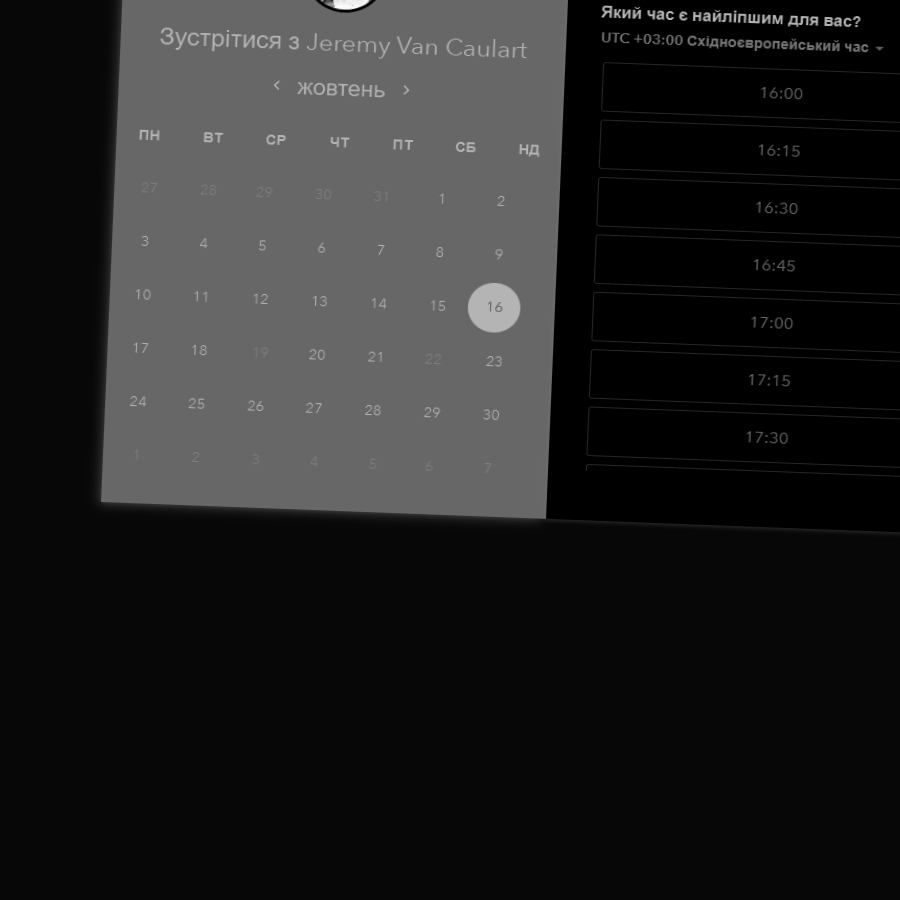 Зустрітися з Jeremy Van Caulart
жовтень
ПН ВТ СР ЧТ ПТ СБ НД
27 28 29 30 31 1 2
3 4 5 6 7 8 9
10 11 12 13 14 15 16
17 18 19 20 21 22 23
24 25 26 27 28 29 30
1 2 3 4 5 6 7
Який час є найліпшим для вас?
UTC +03:00 Східноєвропейський час
16:00
16:15
16:30
16:45
17:00
17:15
17:30